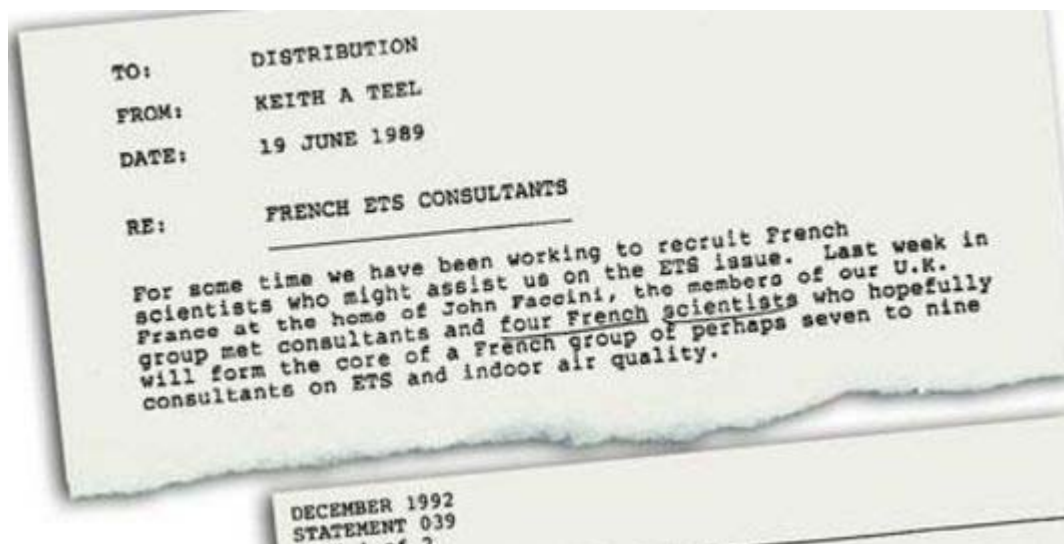 TO: DISTRIBUTION
FROM: KEITH A TEEL
DATE: 19 JUNE 1989
RE: FRENCH ETS CONSULTANTS
For some time we have been working to recruit French
scientists who might assist us on the ETS issue. Last week in
France at the home of John Faccini, the members of our U.K.
group met consultants and four French scientists who hopefully
will form the core of a French group of perhaps seven to nine
consultants on ETS and indoor air quality.
DECEMBER 1992
STATEMENT 039
of 2